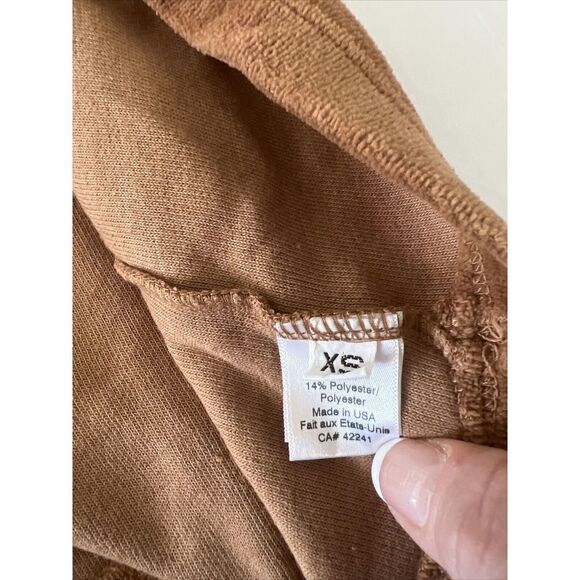 XS
14% Polyester/
Polyester
Made in USA
Fait aux Etats-Unis
CA# 42241